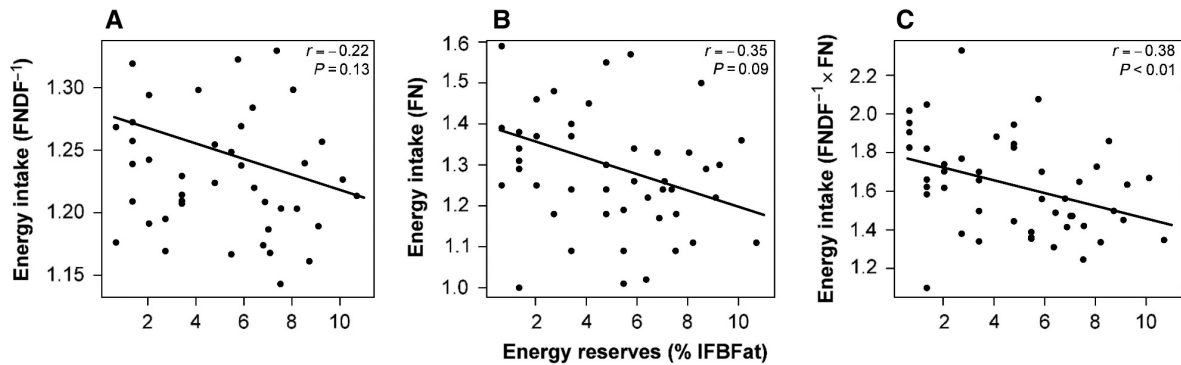 A
Energy intake (FNDF⁻¹)
r = −0.22
P = 0.13
1.30
1.25
1.20
1.15
2 4 6 8 10
B
Energy intake (FN)
r = −0.35
P = 0.09
1.6
1.5
1.4
1.3
1.2
1.1
1.0
2 4 6 8 10
Energy reserves (% IFBFat)
C
Energy intake (FNDF⁻¹ × FN)
r = −0.38
P < 0.01
2.2
2.0
1.8
1.6
1.4
1.2
2 4 6 8 10